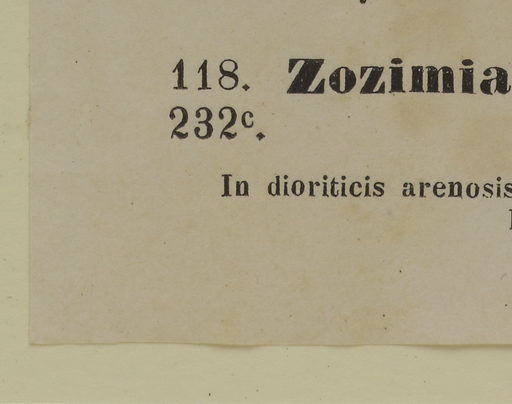 118. Zozimia
232c.
In dioriticis arenosis